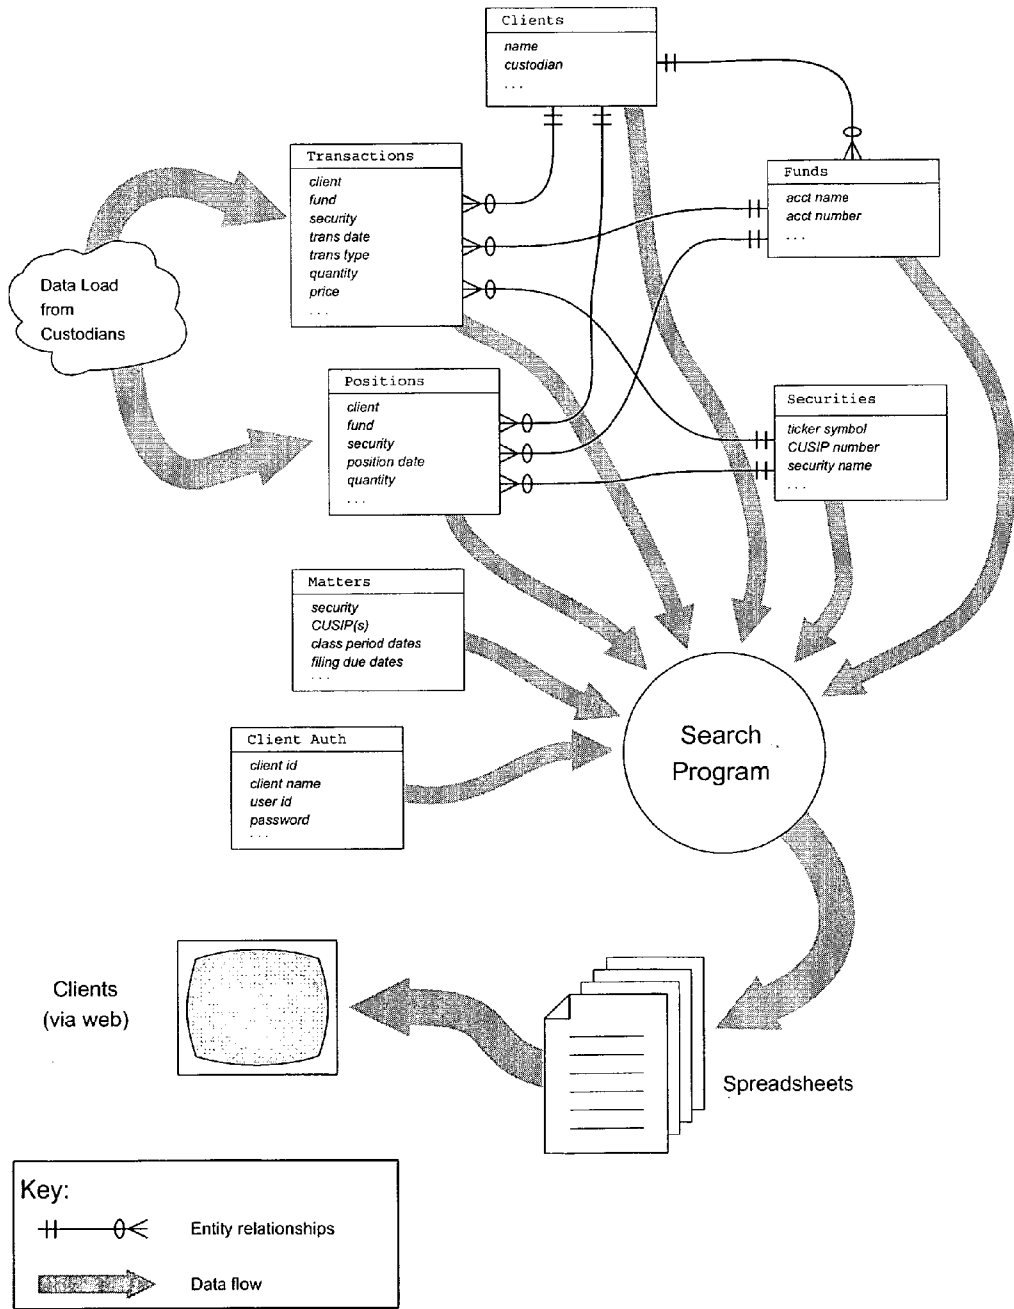 Clients
name
custodian
. . .
Transactions
client
fund
security
trans date
trans type
quantity
price
. . .
Funds
acct name
acct number
. . .
Data Load
from
Custodians
Positions
client
fund
security
position date
quantity
. . .
Securities
ticker symbol
CUSIP number
security name
. . .
Matters
security
CUSIP(s)
class period dates
filing due dates
. . .
Client Auth
client id
client name
user id
password
. . .
Search
Program
Clients
(via web)
Spreadsheets
Key:
Entity relationships
Data flow